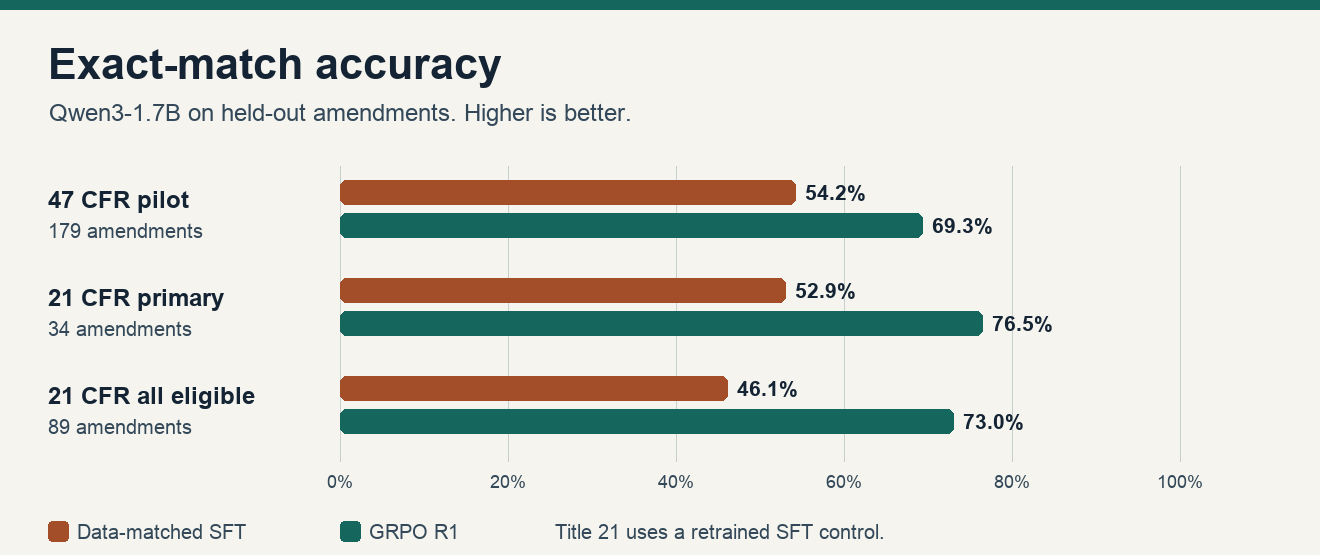 Exact-match accuracy
Qwen3-1.7B on held-out amendments. Higher is better.
47 CFR pilot
179 amendments
54.2%
69.3%
21 CFR primary
34 amendments
52.9%
76.5%
21 CFR all eligible
89 amendments
46.1%
73.0%
0% 20% 40% 60% 80% 100%
Data-matched SFT GRPO R1 Title 21 uses a retrained SFT control.